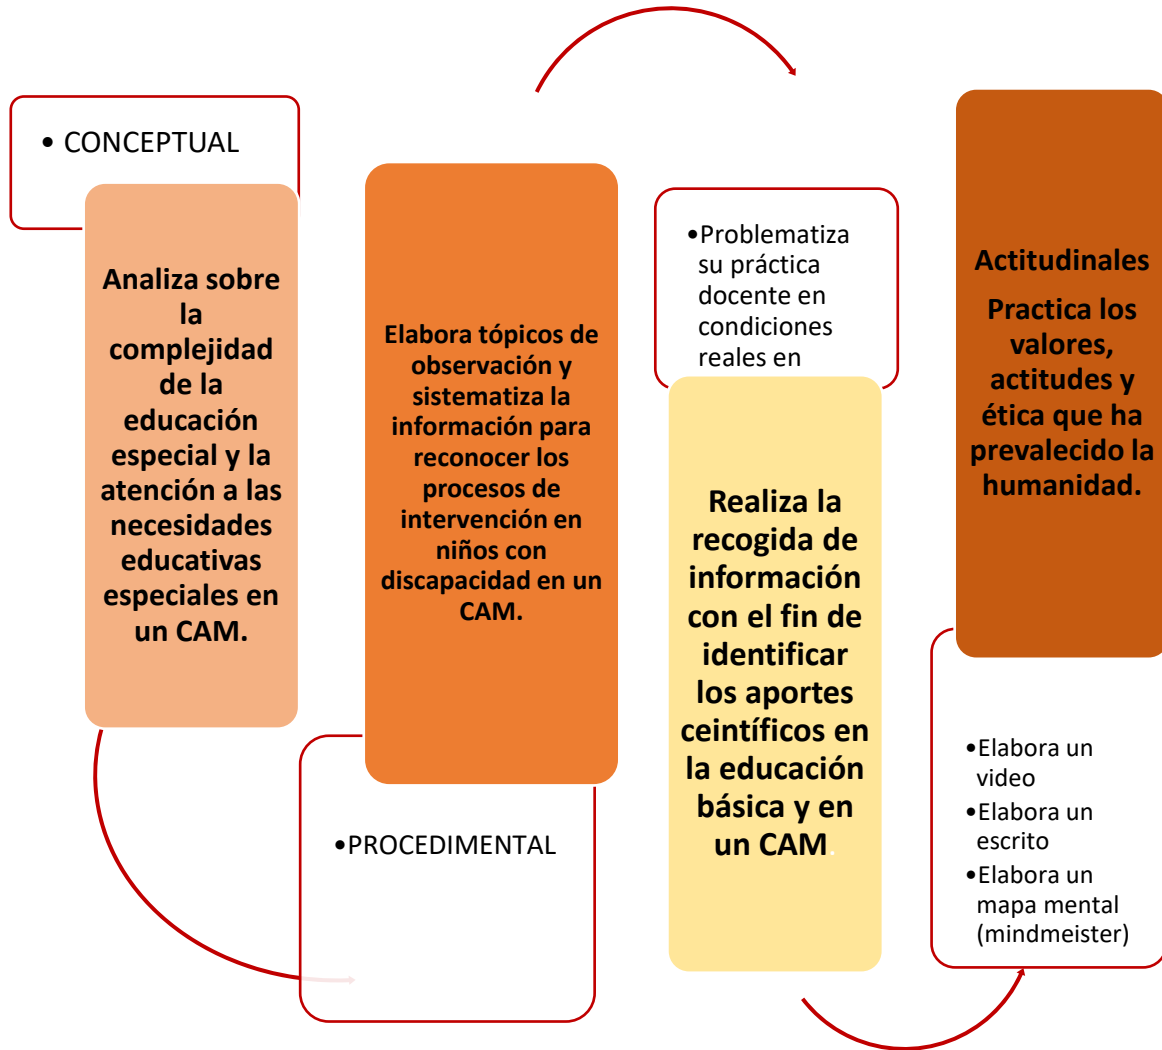 • CONCEPTUAL
Analiza sobre
la
complejidad
de la
educación
especial y la
atención a las
necesidades
educativas
especiales en
un CAM.
Elabora tópicos de
observación y
sistematiza la
información para
reconocer los
procesos de
intervención en
niños con
discapacidad en un
CAM.
•PROCEDIMENTAL
•Problematiza
su práctica
docente en
condiciones
reales en
Realiza la
recogida de
información
con el fin de
identificar
los aportes
ceintíficos en
la educación
básica y en
un CAM.
Actitudinales
Practica los
valores,
actitudes y
ética que ha
prevalecido la
humanidad.
•Elabora un
video
•Elabora un
escrito
•Elabora un
mapa mental
(mindmeister)